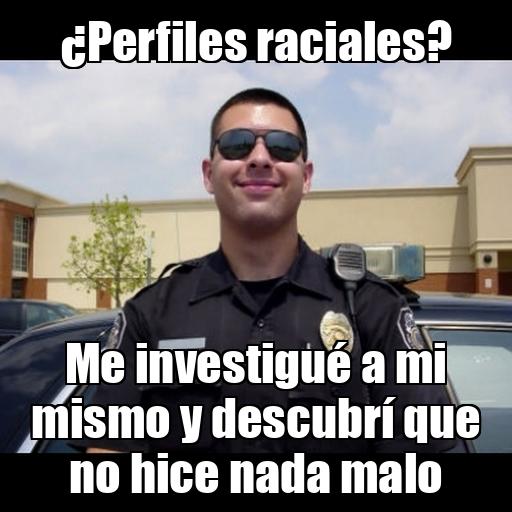 ¿Perfiles raciales?
Me investigué a mi
mismo y descubrí que
no hice nada malo